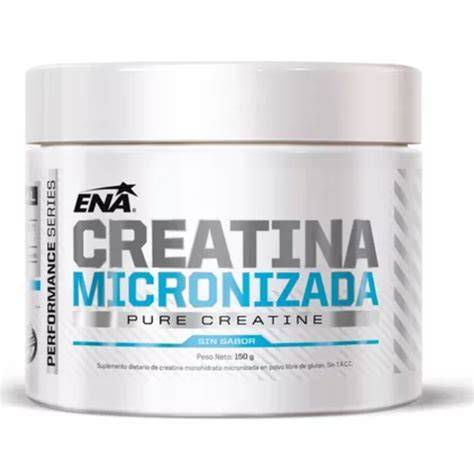 PERFORMANCE SERIES
ENA®
CREATINA
MICRONIZADA
PURE CREATINE
SIN SABOR
Peso Neto: 150 g
Suplemento dietario de creatina monohidrato micronizada en polvo libre de gluten, Sin T.A.C.C.